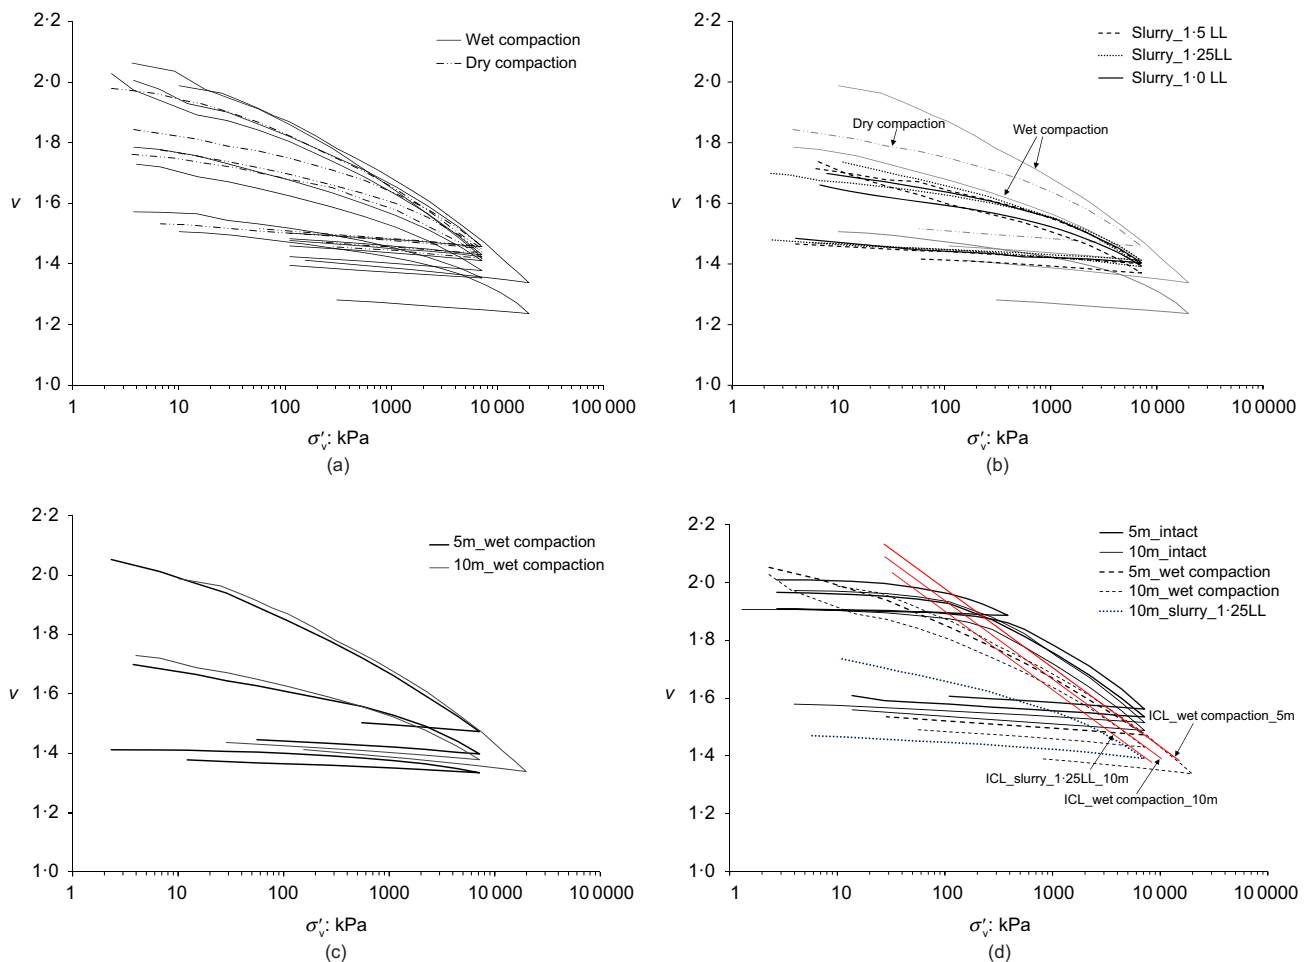 2·2
2·0
1·8
1·6
1·4
1·2
1·0
v
Wet compaction
Dry compaction
1
10
100
1000
10 000
100 000
σ′v: kPa
(a)
2·2
2·0
1·8
1·6
1·4
1·2
1·0
v
Slurry_1·5 LL
Slurry_1·25LL
Slurry_1·0 LL
Dry compaction
Wet compaction
1
10
100
1000
10 000
100 000
σ′v: kPa
(b)
2·2
2·0
1·8
1·6
1·4
1·2
1·0
v
5m_wet compaction
10m_wet compaction
1
10
100
1000
10 000
100 000
σ′v: kPa
(c)
2·2
2·0
1·8
1·6
1·4
1·2
1·0
v
5m_intact
10m_intact
5m_wet compaction
10m_wet compaction
10m_slurry_1·25LL
ICL_wet compaction_5m
ICL_slurry_1·25LL_10m
ICL_wet compaction_10m
1
10
100
1000
10 000
100 000
σ′v: kPa
(d)